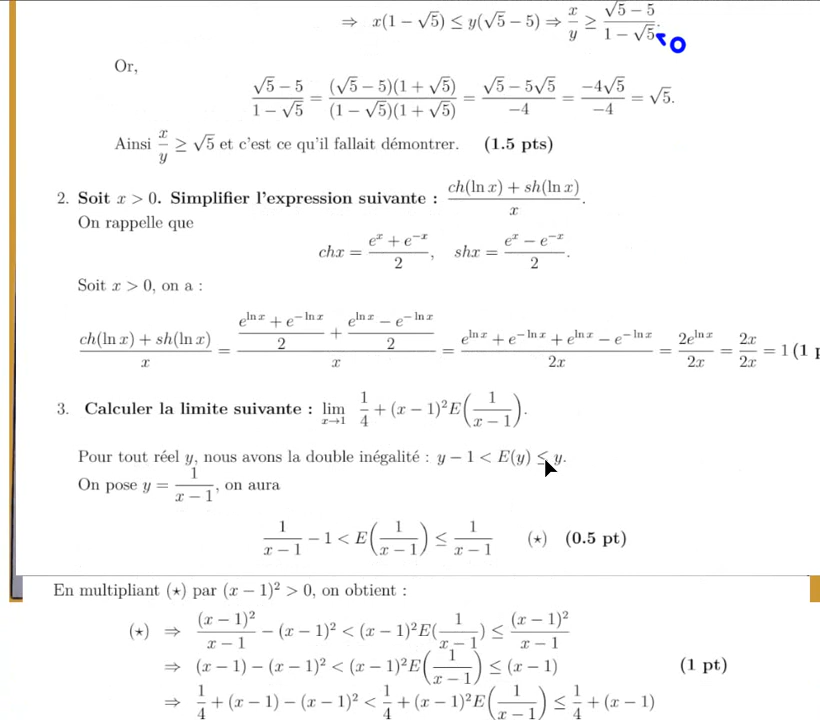 ⇒ x(1 − √5) ≤ y(√5 − 5) ⇒ x/y ≥ (√5 − 5)/(1 − √5).
Or,
(√5 − 5)/(1 − √5) = ((√5 − 5)(1 + √5))/((1 − √5)(1 + √5)) = (√5 − 5√5)/(−4) = (−4√5)/(−4) = √5.
Ainsi x/y ≥ √5 et c'est ce qu'il fallait démontrer. (1.5 pts)
2. Soit x > 0. Simplifier l'expression suivante : (ch(ln x) + sh(ln x))/x.
On rappelle que
chx = (e^x + e^{−x})/2, shx = (e^x − e^{−x})/2.
Soit x > 0, on a :
(ch(ln x) + sh(ln x))/x = ((e^{ln x} + e^{−ln x})/2 + (e^{ln x} − e^{−ln x})/2)/x = (e^{ln x} + e^{−ln x} + e^{ln x} − e^{−ln x})/2x = 2e^{ln x}/2x = 2x/2x = 1 (1 p
3. Calculer la limite suivante : lim_{x→1} 1/4 + (x − 1)²E(1/(x − 1)).
Pour tout réel y, nous avons la double inégalité : y − 1 < E(y) ≤ y.
On pose y = 1/(x − 1), on aura
1/(x − 1) − 1 < E(1/(x − 1)) ≤ 1/(x − 1) (⋆) (0.5 pt)
En multipliant (⋆) par (x − 1)² > 0, on obtient :
(⋆) ⇒ (x − 1)²/(x − 1) − (x − 1)² < (x − 1)²E(1/(x − 1)) ≤ (x − 1)²/(x − 1)
⇒ (x − 1) − (x − 1)² < (x − 1)²E(1/(x − 1)) ≤ (x − 1) (1 pt)
⇒ 1/4 + (x − 1) − (x − 1)² < 1/4 + (x − 1)²E(1/(x − 1)) ≤ 1/4 + (x − 1)